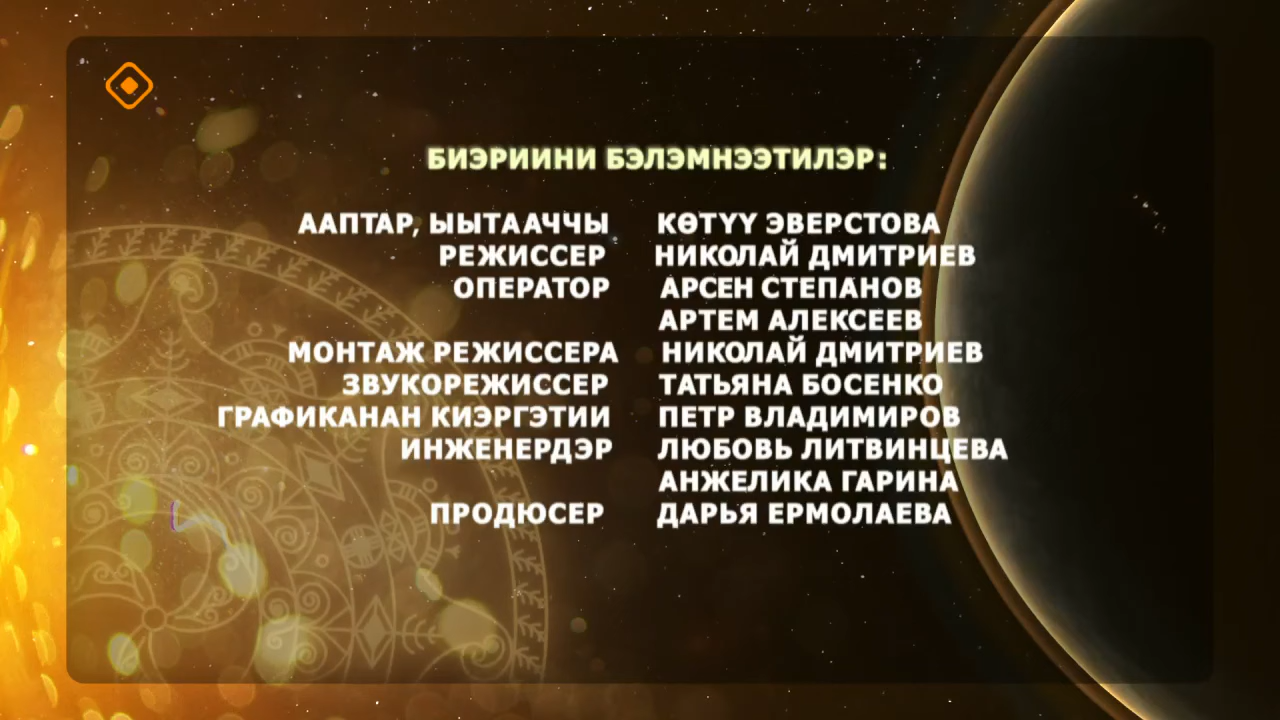 БИЭРИИНИ БЭЛЭМНЭЭТИЛЭР:
ААПТАР, ЫЫТААЧЧЫ КӨТҮҮ ЭВЕРСТОВА
РЕЖИССЕР НИКОЛАЙ ДМИТРИЕВ
ОПЕРАТОР АРСЕН СТЕПАНОВ
АРТЕМ АЛЕКСЕЕВ
МОНТАЖ РЕЖИССЕРА НИКОЛАЙ ДМИТРИЕВ
ЗВУКОРЕЖИССЕР ТАТЬЯНА БОСЕНКО
ГРАФИКАНАН КИЭРГЭТИИ ПЕТР ВЛАДИМИРОВ
ИНЖЕНЕРДЭР ЛЮБОВЬ ЛИТВИНЦЕВА
АНЖЕЛИКА ГАРИНА
ПРОДЮСЕР ДАРЬЯ ЕРМОЛАЕВА